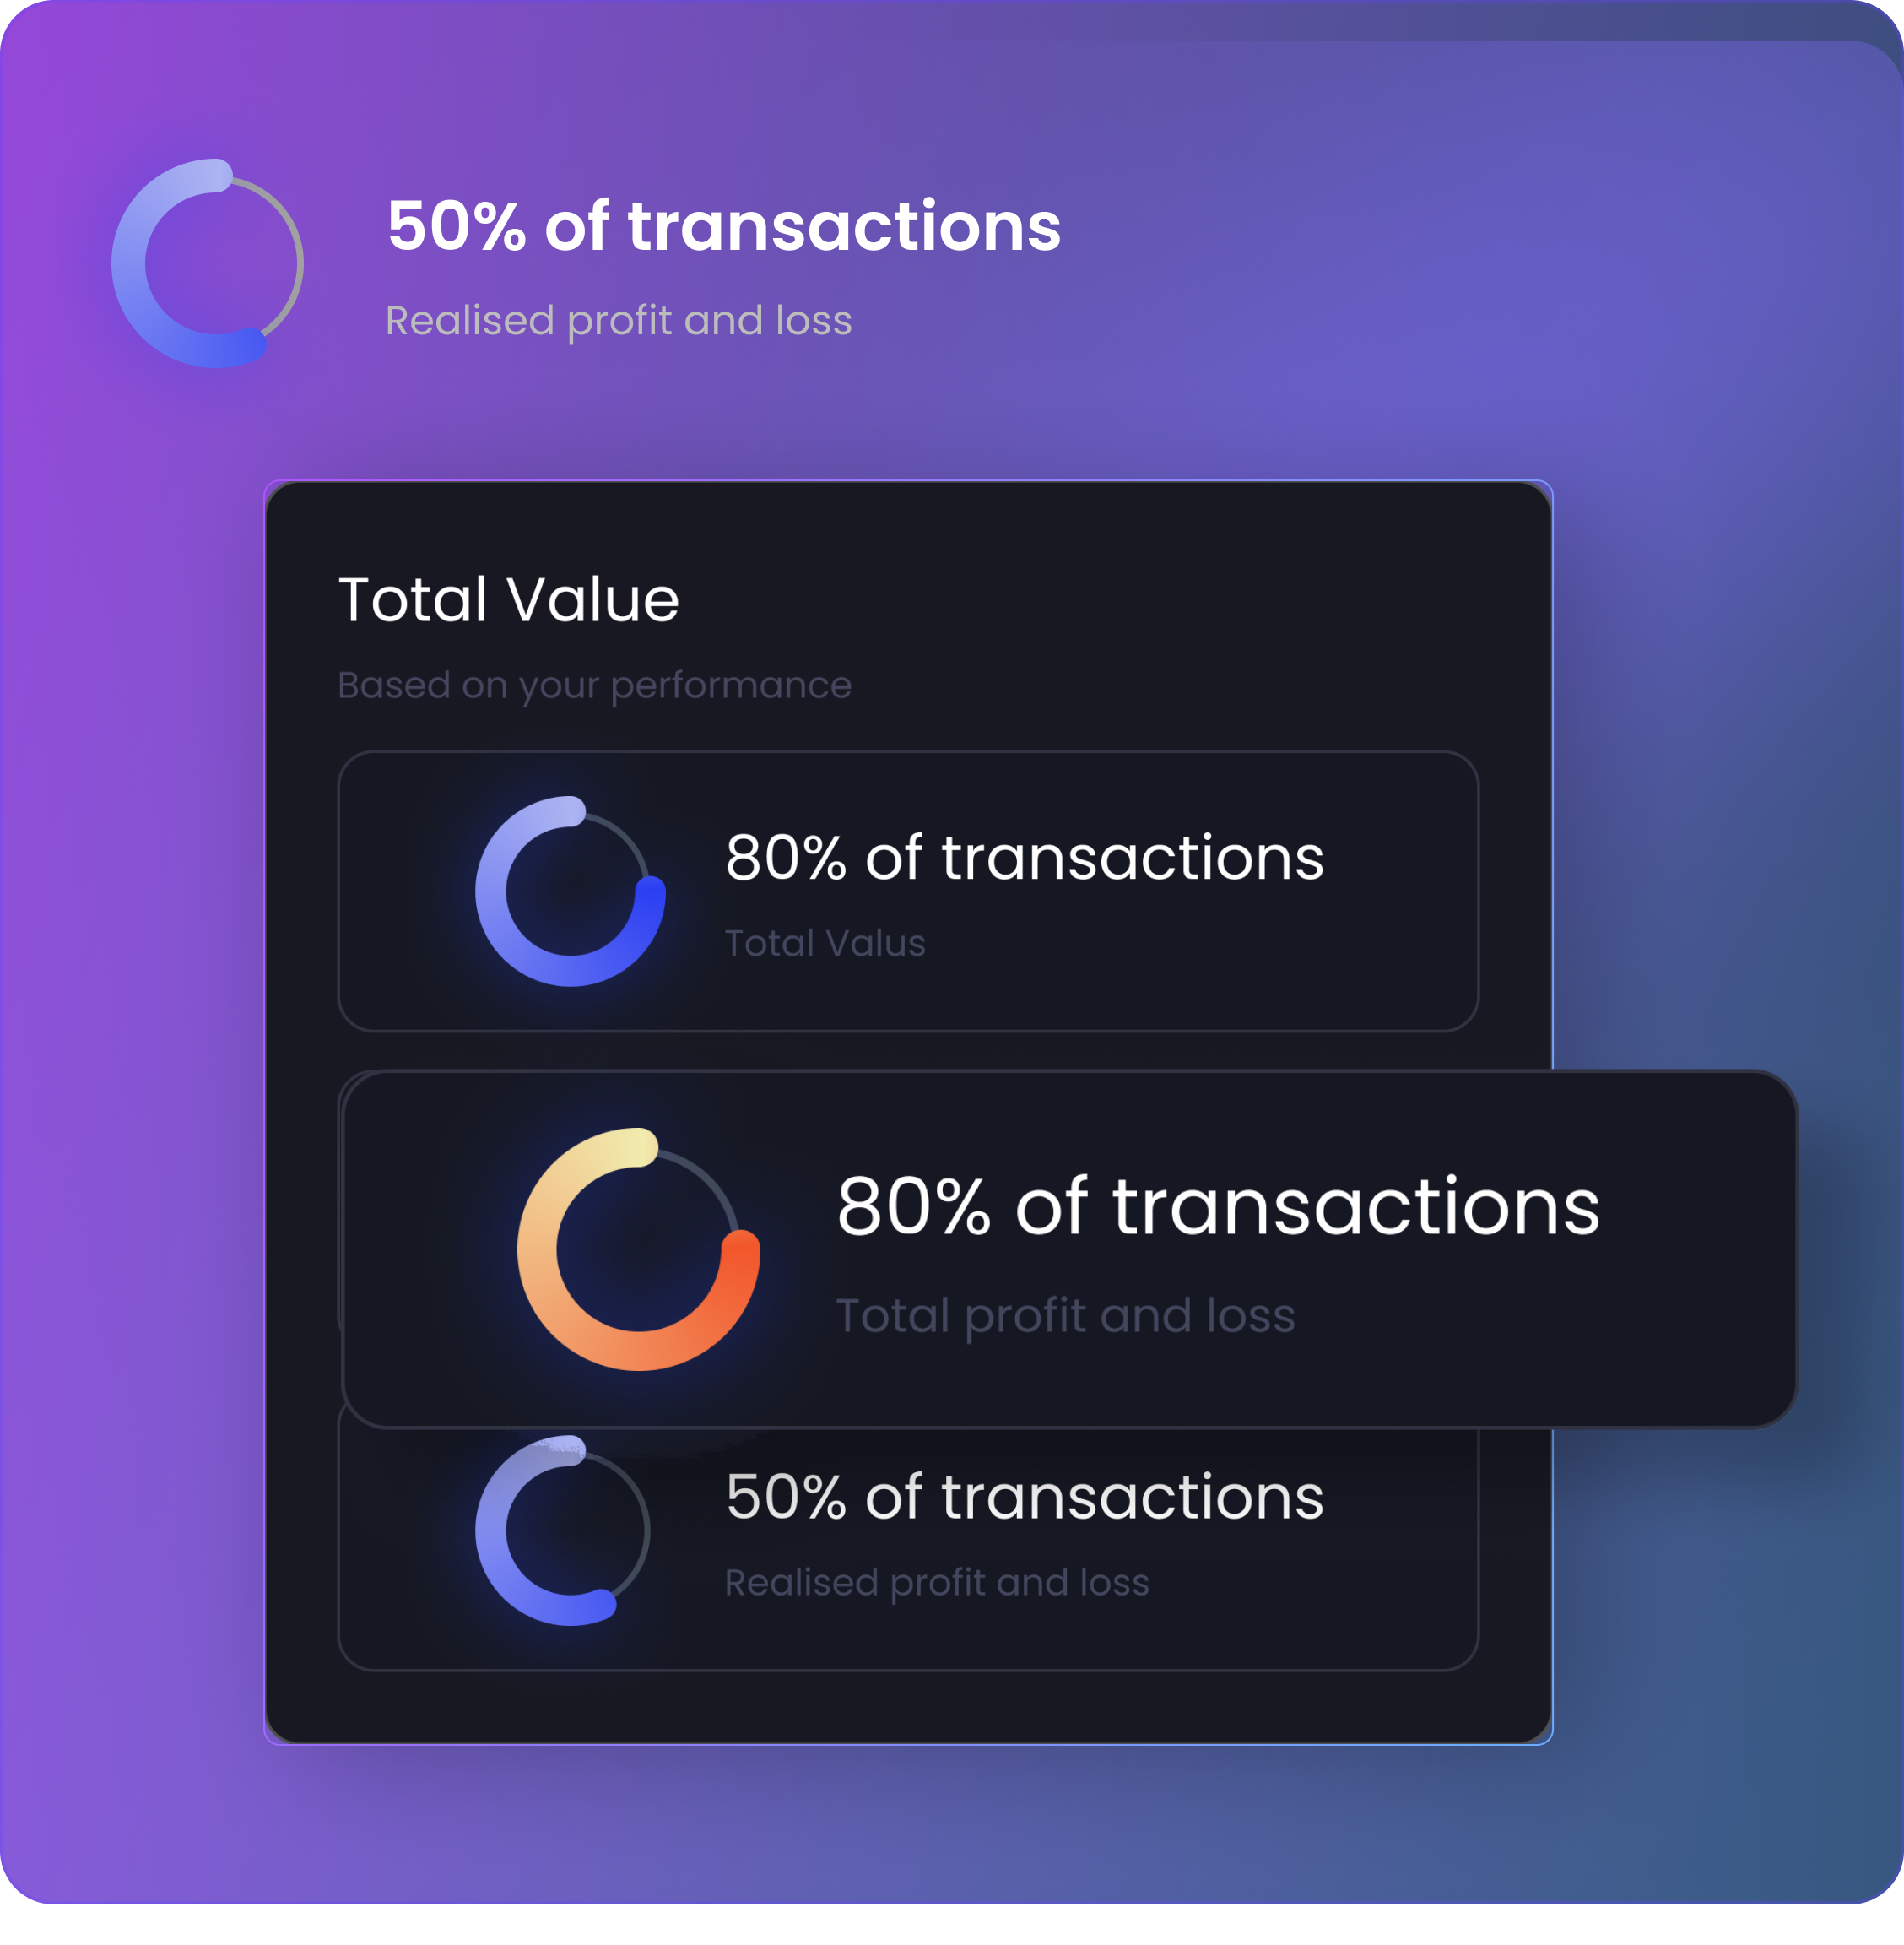 50% of transactions
Realised profit and loss
Total Value
Based on your performance
80% of transactions
Total Valus
80% of transactions
Total profit and loss
50% of transactions
Realised profit and loss